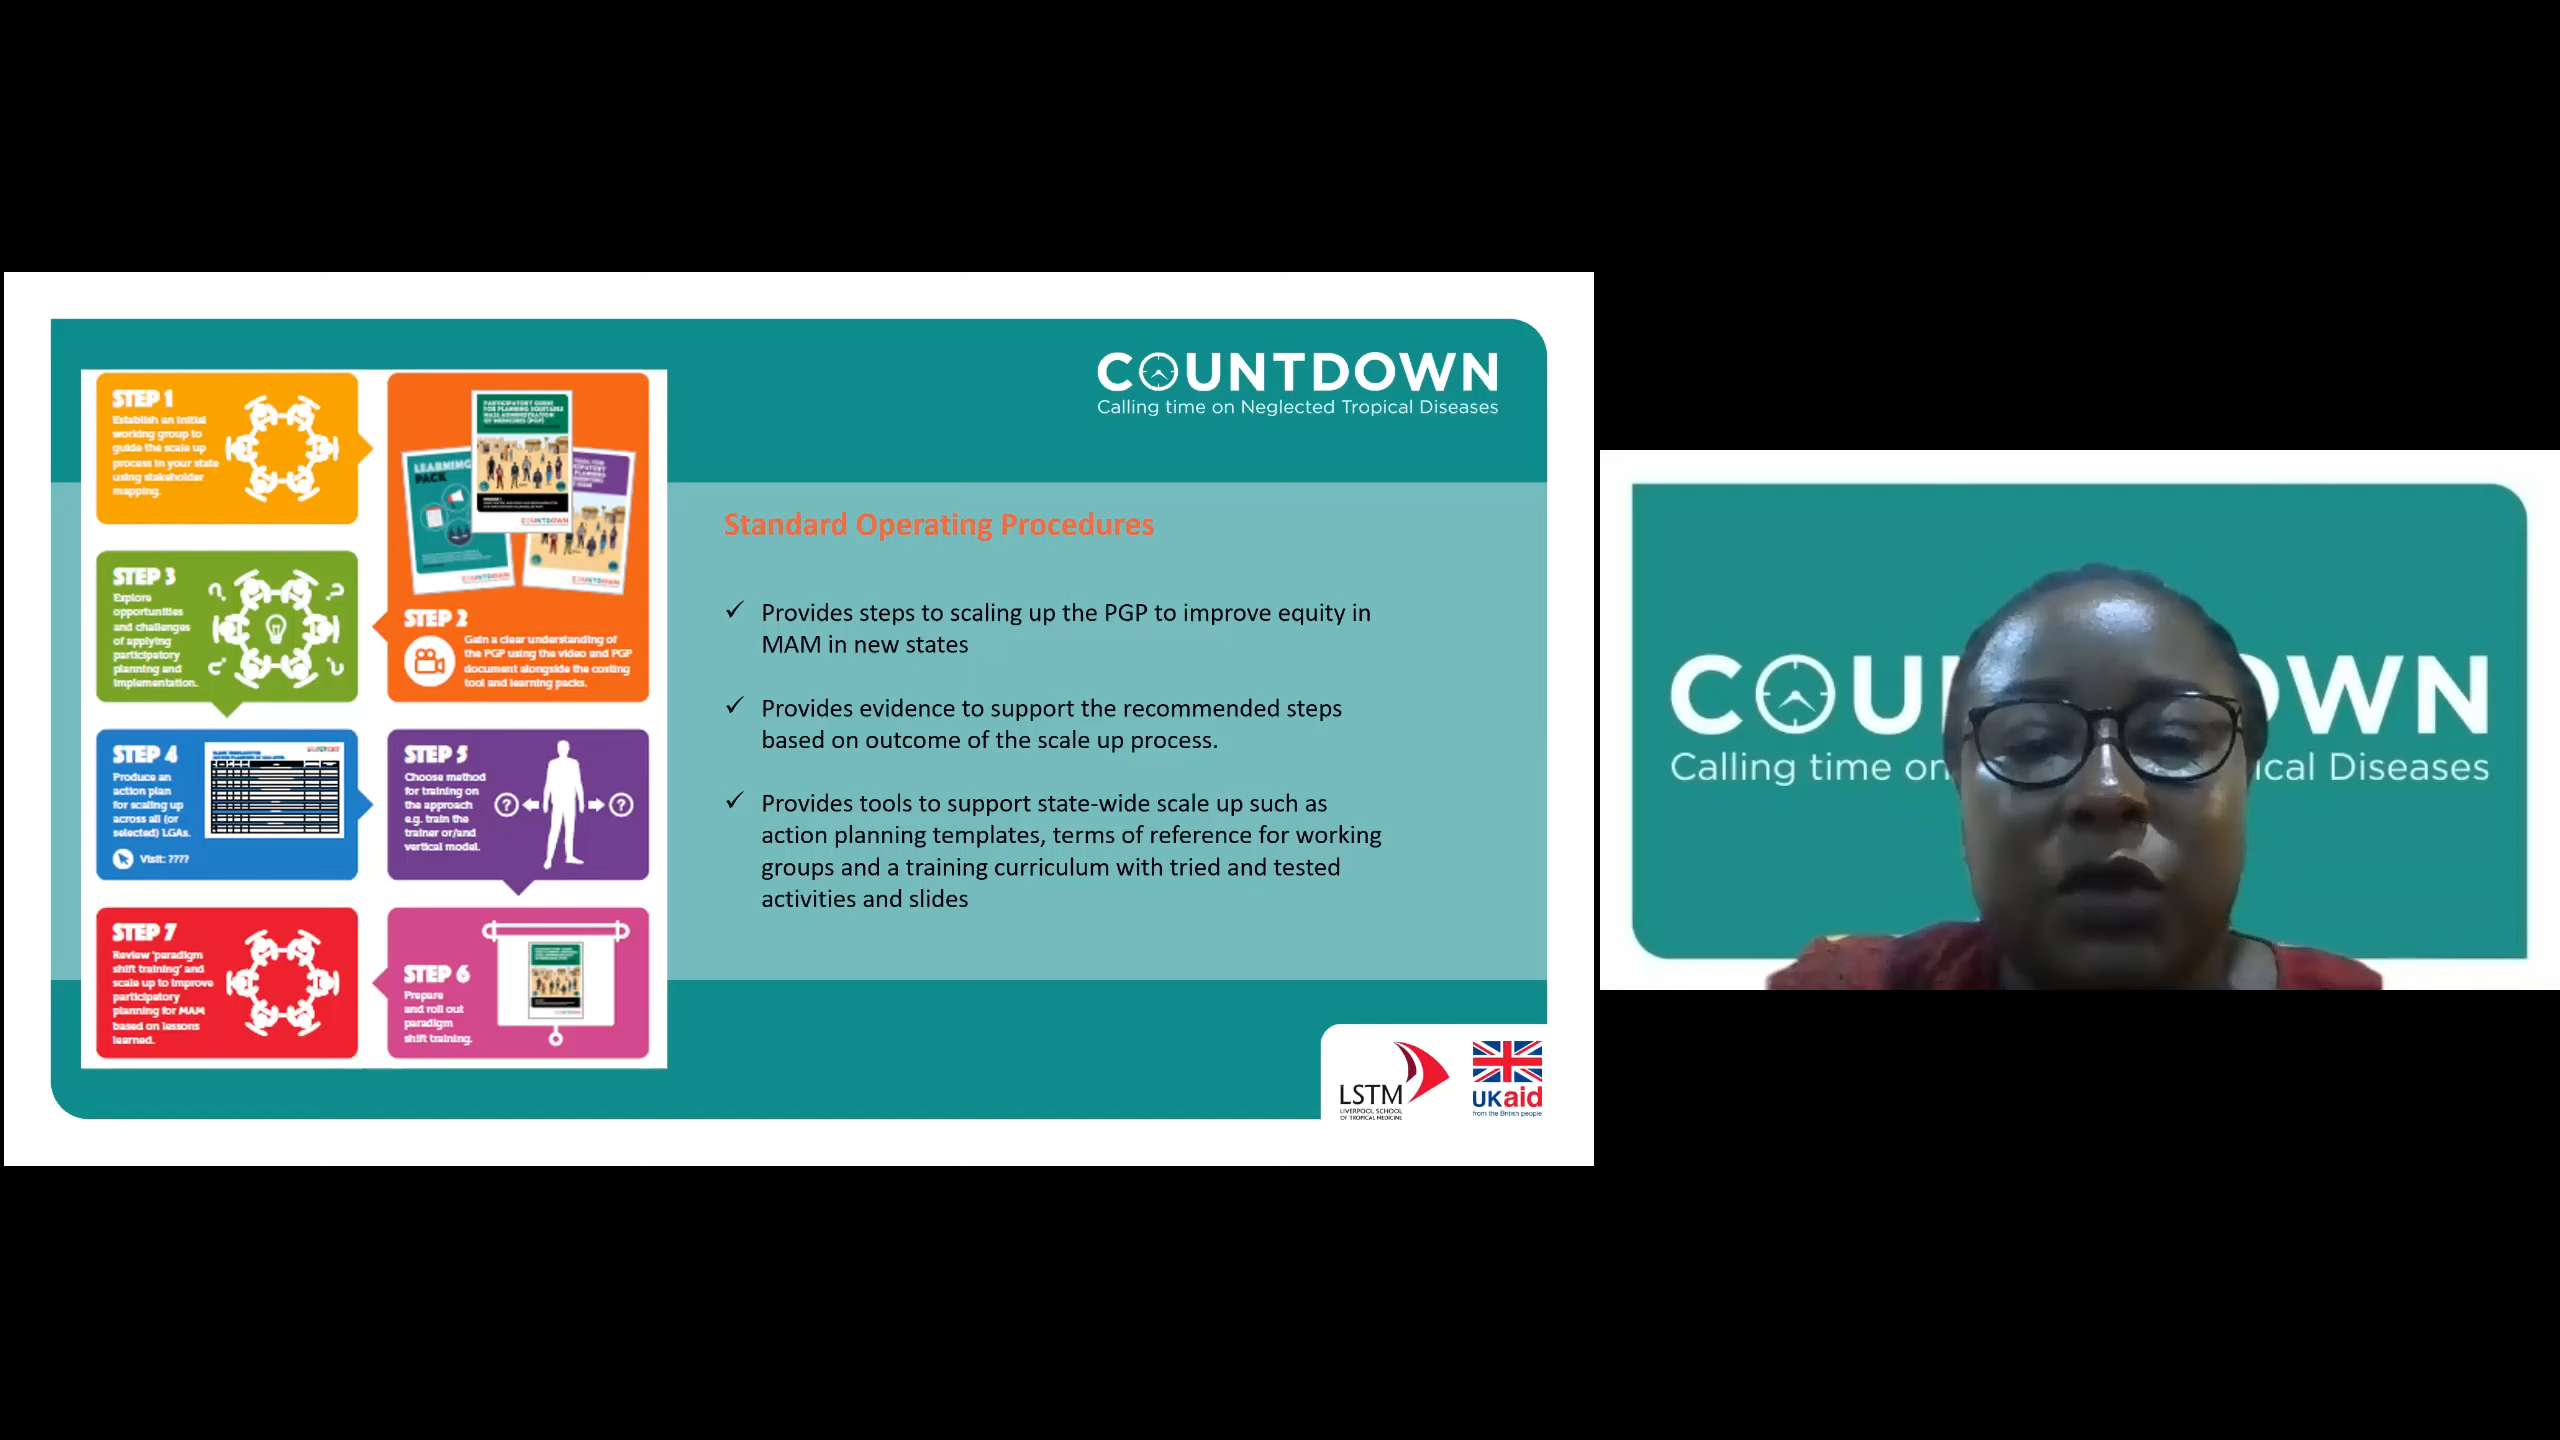 STEP 1
Establish an initial
working group to
guide the scale up
process in your state
using stakeholder
mapping.
PARTICIPATORY GUIDE
FOR PLANNING EQUITABLE
MASS ADMINISTRATION
OF MEDICINES (PGP)
LEARNING
PACK
COUNTDOWN
COUNTDOWN
COUNTDOWN
STEP 2
Gain a clear understanding of
the PGP using the video and PGP
document alongside the costing
tool and learning packs.
STEP 3
Explore
opportunities
and challenges
of applying
participatory
planning and
implementation.
STEP 4
Produce an
action plan
for scaling up
across all (or
selected) LGAs.
Visit: ????
STEP 5
Choose method
for training on
the approach
e.g. train the
trainer or/and
vertical model.
STEP 6
Prepare
and roll out
paradigm
shift training.
STEP 7
Review 'paradigm
shift training' and
scale up to improve
participatory
planning for MAM
based on lessons
learned.
COUNTDOWN
Calling time on Neglected Tropical Diseases
Standard Operating Procedures
✓ Provides steps to scaling up the PGP to improve equity in
MAM in new states
✓ Provides evidence to support the recommended steps
based on outcome of the scale up process.
✓ Provides tools to support state-wide scale up such as
action planning templates, terms of reference for working
groups and a training curriculum with tried and tested
activities and slides
LSTM
LIVERPOOL SCHOOL
OF TROPICAL MEDICINE
UKaid
from the British people
COU DWN
Calling time on ical Diseases